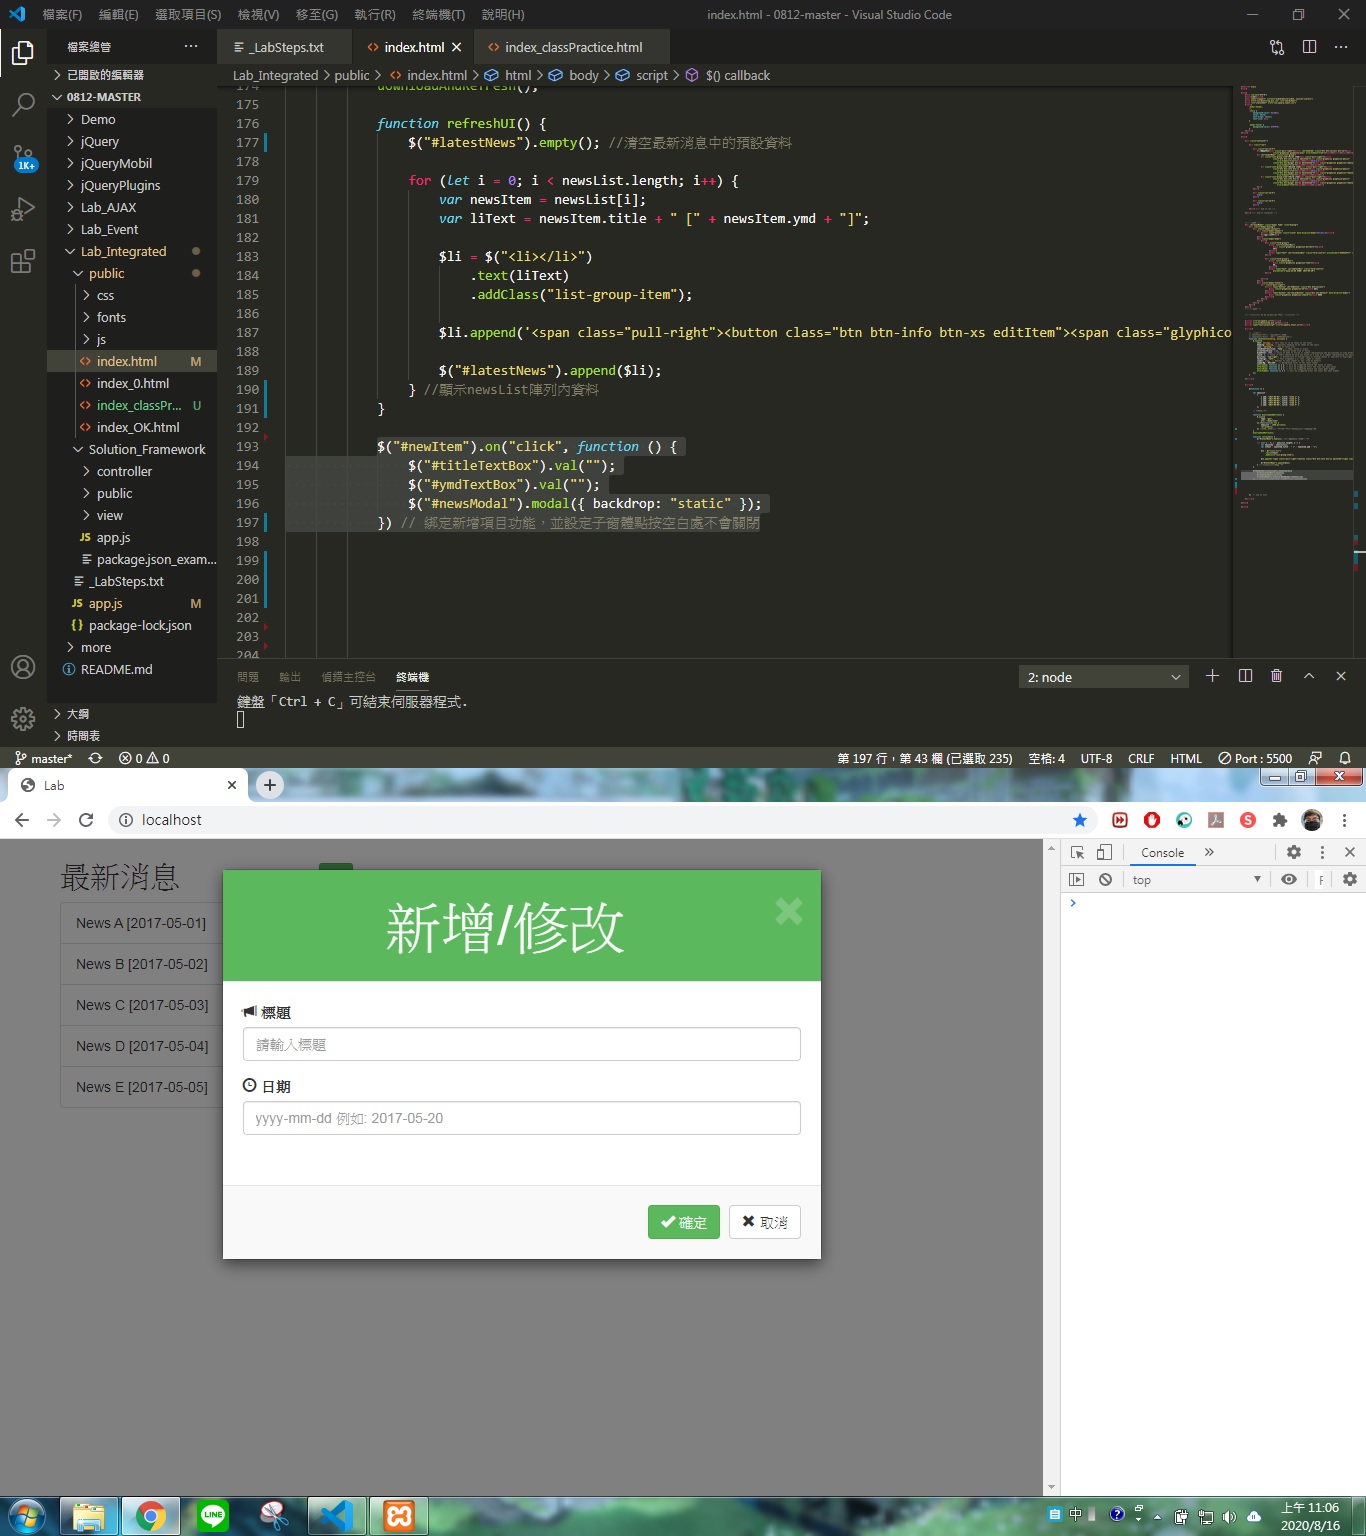 檔案(F) 編輯(E) 選取項目(S) 檢視(V) 移至(G) 執行(R) 終端機(T) 說明(H) index.html - 0812-master - Visual Studio Code
檔案總管 ··· _LabSteps.txt index.html index_classPractice.html
Lab_Integrated > public > index.html > html > body > script > $() callback
已開啟的編輯器
0812-MASTER
Demo
jQuery
jQueryMobil
1K+
jQueryPlugins
Lab_AJAX
Lab_Event
Lab_Integrated
public
css
fonts
js
index.html M
index_0.html
index_classPr... U
index_OK.html
Solution_Framework
controller
public
view
JS app.js
package.json_exam...
_LabSteps.txt
JS app.js M
{} package-lock.json
more
README.md
大綱
時間表
174 downloadAndRefresh();
175
176 function refreshUI() {
177 $("#latestNews").empty(); //清空最新消息中的預設資料
178
179 for (let i = 0; i < newsList.length; i++) {
180 var newsItem = newsList[i];
181 var liText = newsItem.title + " [" + newsItem.ymd + "]";
182
183 $li = $("<li></li>")
184 .text(liText)
185 .addClass("list-group-item");
186
187 $li.append('<span class="pull-right"><button class="btn btn-info btn-xs editItem"><span class="glyphico
188
189 $("#latestNews").append($li);
190 } //顯示newsList陣列內資料
191 }
192
193 $("#newItem").on("click", function () {
194 $("#titleTextBox").val("");
195 $("#ymdTextBox").val("");
196 $("#newsModal").modal({ backdrop: "static" });
197 }) // 綁定新增項目功能，並設定子窗體點按空白處不會關閉
198
199
200
201
202
203
204
問題 輸出 偵錯主控台 終端機 2: node
鍵盤「Ctrl + C」可結束伺服器程式.
master* 0 0 第 197 行，第 43 欄 (已選取 235) 空格: 4 UTF-8 CRLF HTML Port : 5500
Lab
localhost
最新消息
News A [2017-05-01]
News B [2017-05-02]
News C [2017-05-03]
News D [2017-05-04]
News E [2017-05-05]
新增/修改
標題
請輸入標題
日期
yyyy-mm-dd 例如: 2017-05-20
確定 取消
Console
top
LINE
中
上午 11:06
2020/8/16